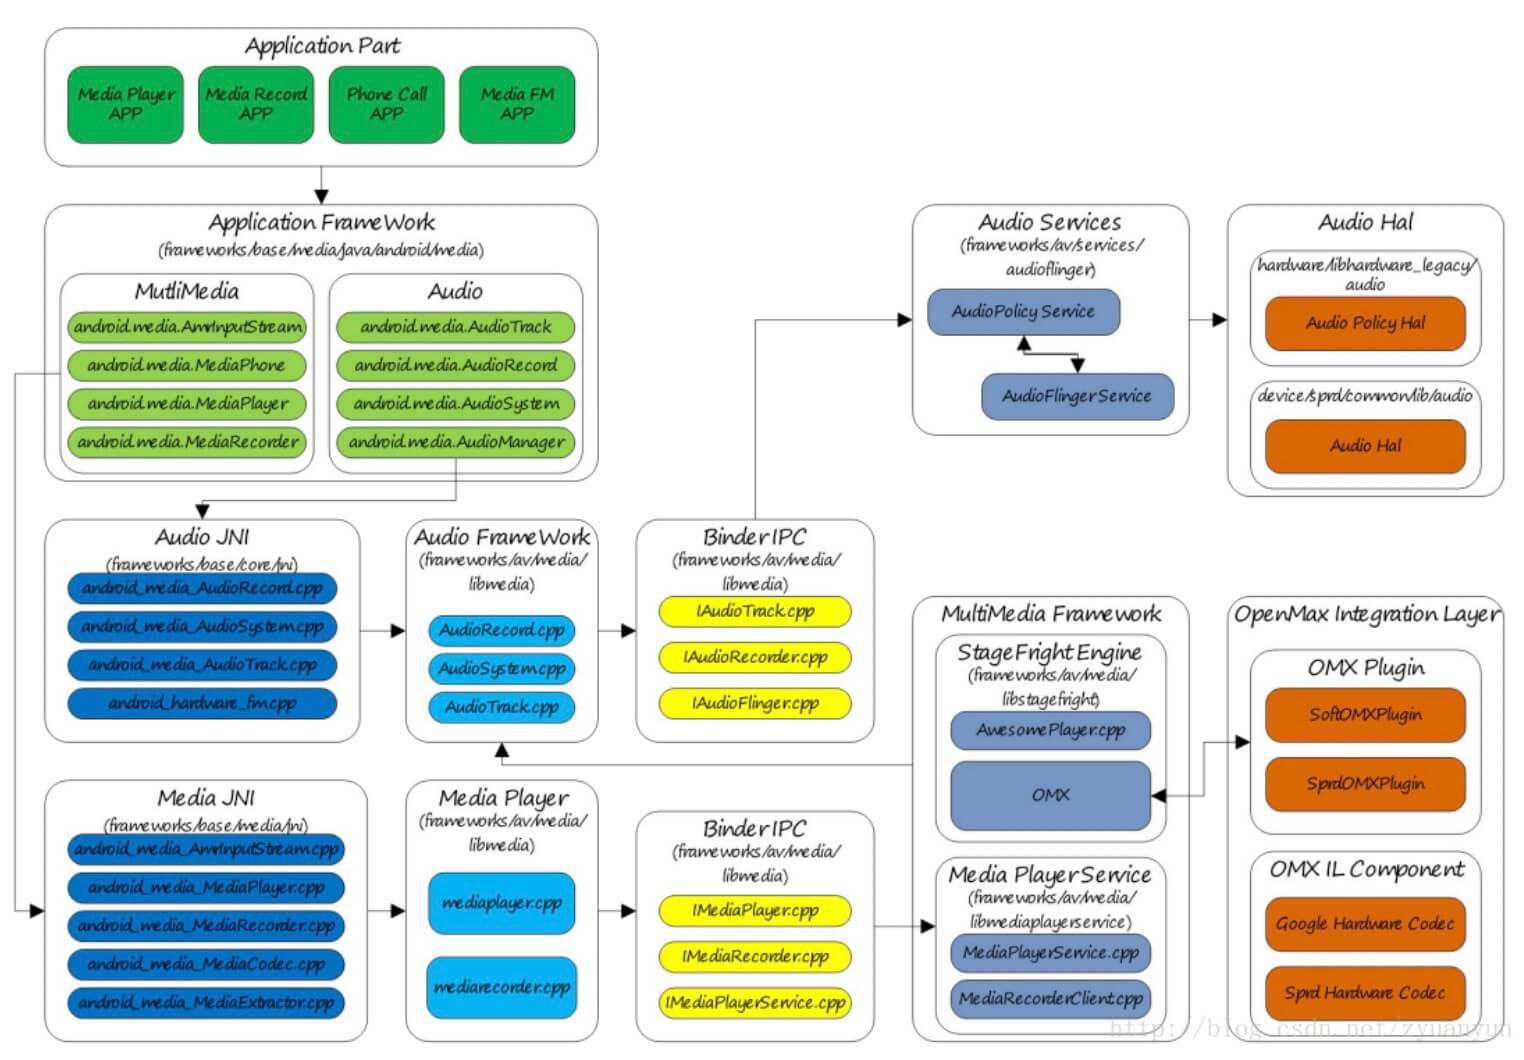 Application Part
Media Player
APP
Media Record
APP
Phone Call
APP
Media FM
APP
Application FrameWork
(frameworks/base/media/java/android/media)
MutliMedia
android.media.AmrInputStream
android.media.MediaPhone
android.media.MediaPlayer
android.media.MediaRecorder
Audio
android.media.AudioTrack
android.media.AudioRecord
android.media.AudioSystem
android.media.AudioManager
Audio Services
(frameworks/av/services/
audioflinger)
AudioPolicy Service
AudioFlinger Service
Audio Hal
hardware/libhardware_legacy/
audio
Audio Policy Hal
device/sprd/common/lib/audio
Audio Hal
Audio JNI
(frameworks/base/core/jni)
android_media_AudioRecord.cpp
android_media_AudioSystem.cpp
android_media_AudioTrack.cpp
android_hardware_fm.cpp
Audio FrameWork
(frameworks/av/media/
libmedia)
AudioRecord.cpp
AudioSystem.cpp
AudioTrack.cpp
Binder IPC
(frameworks/av/media/
libmedia)
IAudioTrack.cpp
IAudioRecorder.cpp
IAudioFlinger.cpp
MultiMedia Framework
StageFright Engine
(frameworks/av/media/
libstagefright)
AwesomePlayer.cpp
OMX
OpenMax Integration Layer
OMX Plugin
SoftOMXPlugin
SprdOMXPlugin
Media JNI
(frameworks/base/media/jni)
android_media_AmrInputStream.cpp
android_media_MediaPlayer.cpp
android_media_MediaRecorder.cpp
android_media_MediaCodec.cpp
android_media_MediaExtractor.cpp
Media Player
(frameworks/av/media/
libmedia)
mediaplayer.cpp
mediarecorder.cpp
Binder IPC
(frameworks/av/media/
libmedia)
IMediaPlayer.cpp
IMediaRecorder.cpp
IMediaPlayerService.cpp
Media Player Service
(frameworks/av/media/
libmediaplayerservice)
MediaPlayerService.cpp
MediaRecorderClient.cpp
OMX IL Component
Google Hardware Codec
Sprd Hardware Codec
http://blog.csdn.net/zyuanyun